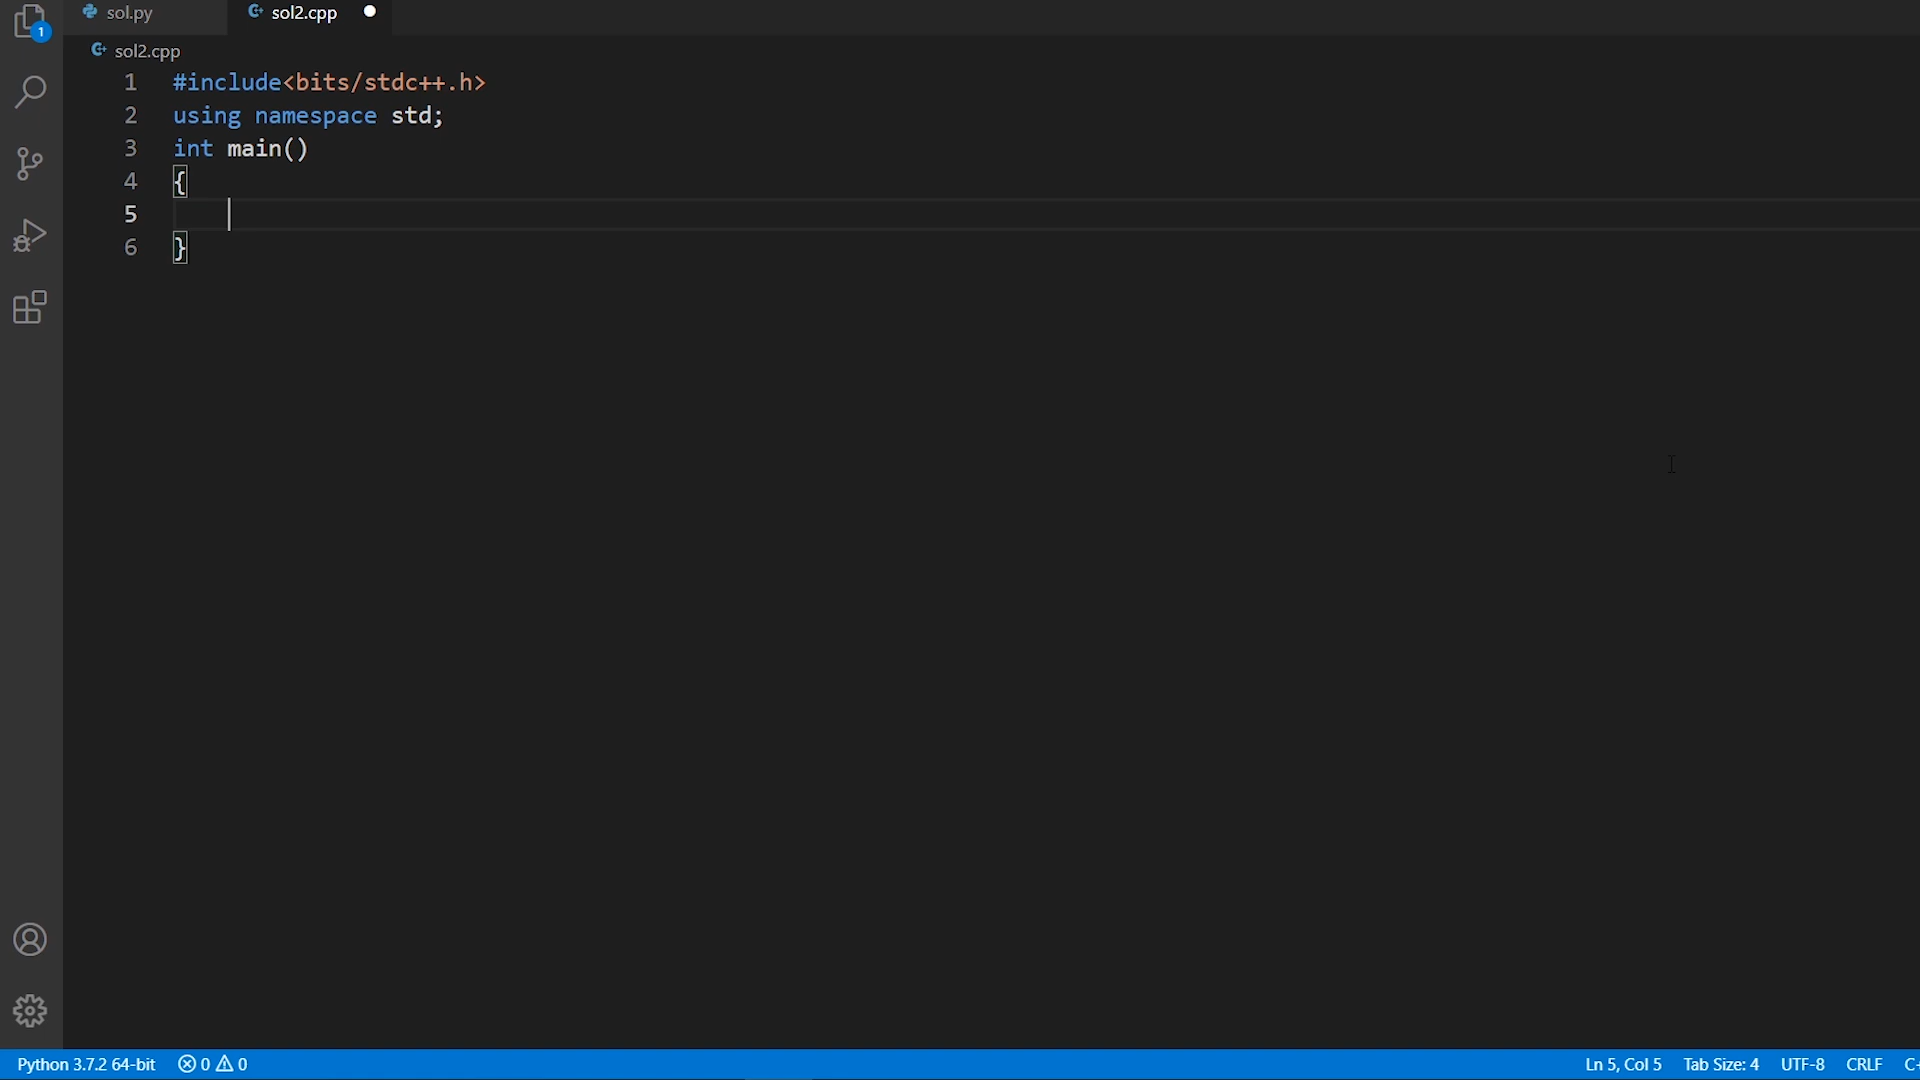 1
sol.py
sol2.cpp
sol2.cpp
1 #include<bits/stdc++.h>
2 using namespace std;
3 int main()
4 {
5
6 }
Python 3.7.2 64-bit 0 0 Ln 5, Col 5 Tab Size: 4 UTF-8 CRLF